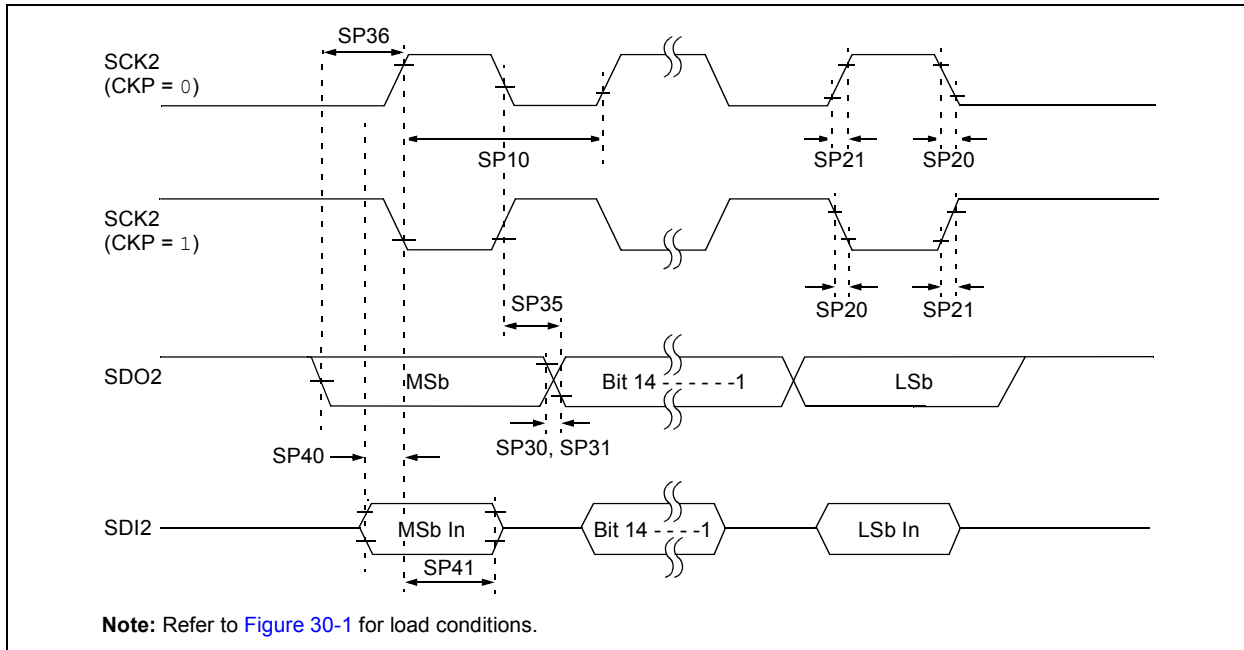 SP36
SCK2
(CKP = 0)
SP10
SP21
SP20
SCK2
(CKP = 1)
SP35
SP20
SP21
SDO2
MSb
Bit 14 - - - - - -1
LSb
SP30, SP31
SP40
SDI2
MSb In
Bit 14 - - - -1
LSb In
SP41
Note: Refer to Figure 30-1 for load conditions.